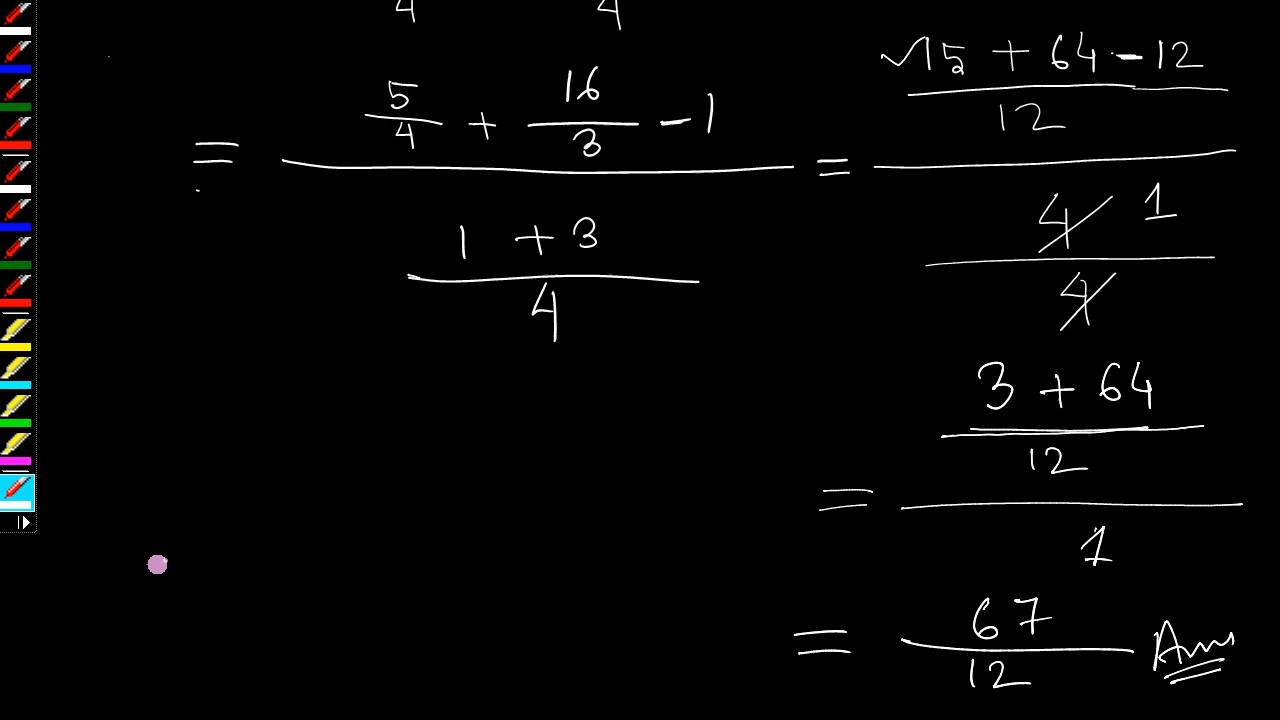 4 4
= (5/4 + 16/3 - 1) / ((1 + 3)/4) = ((15 + 64 - 12)/12) / (4 1/4)
= ((3 + 64)/12) / 1
= 67/12 Ans